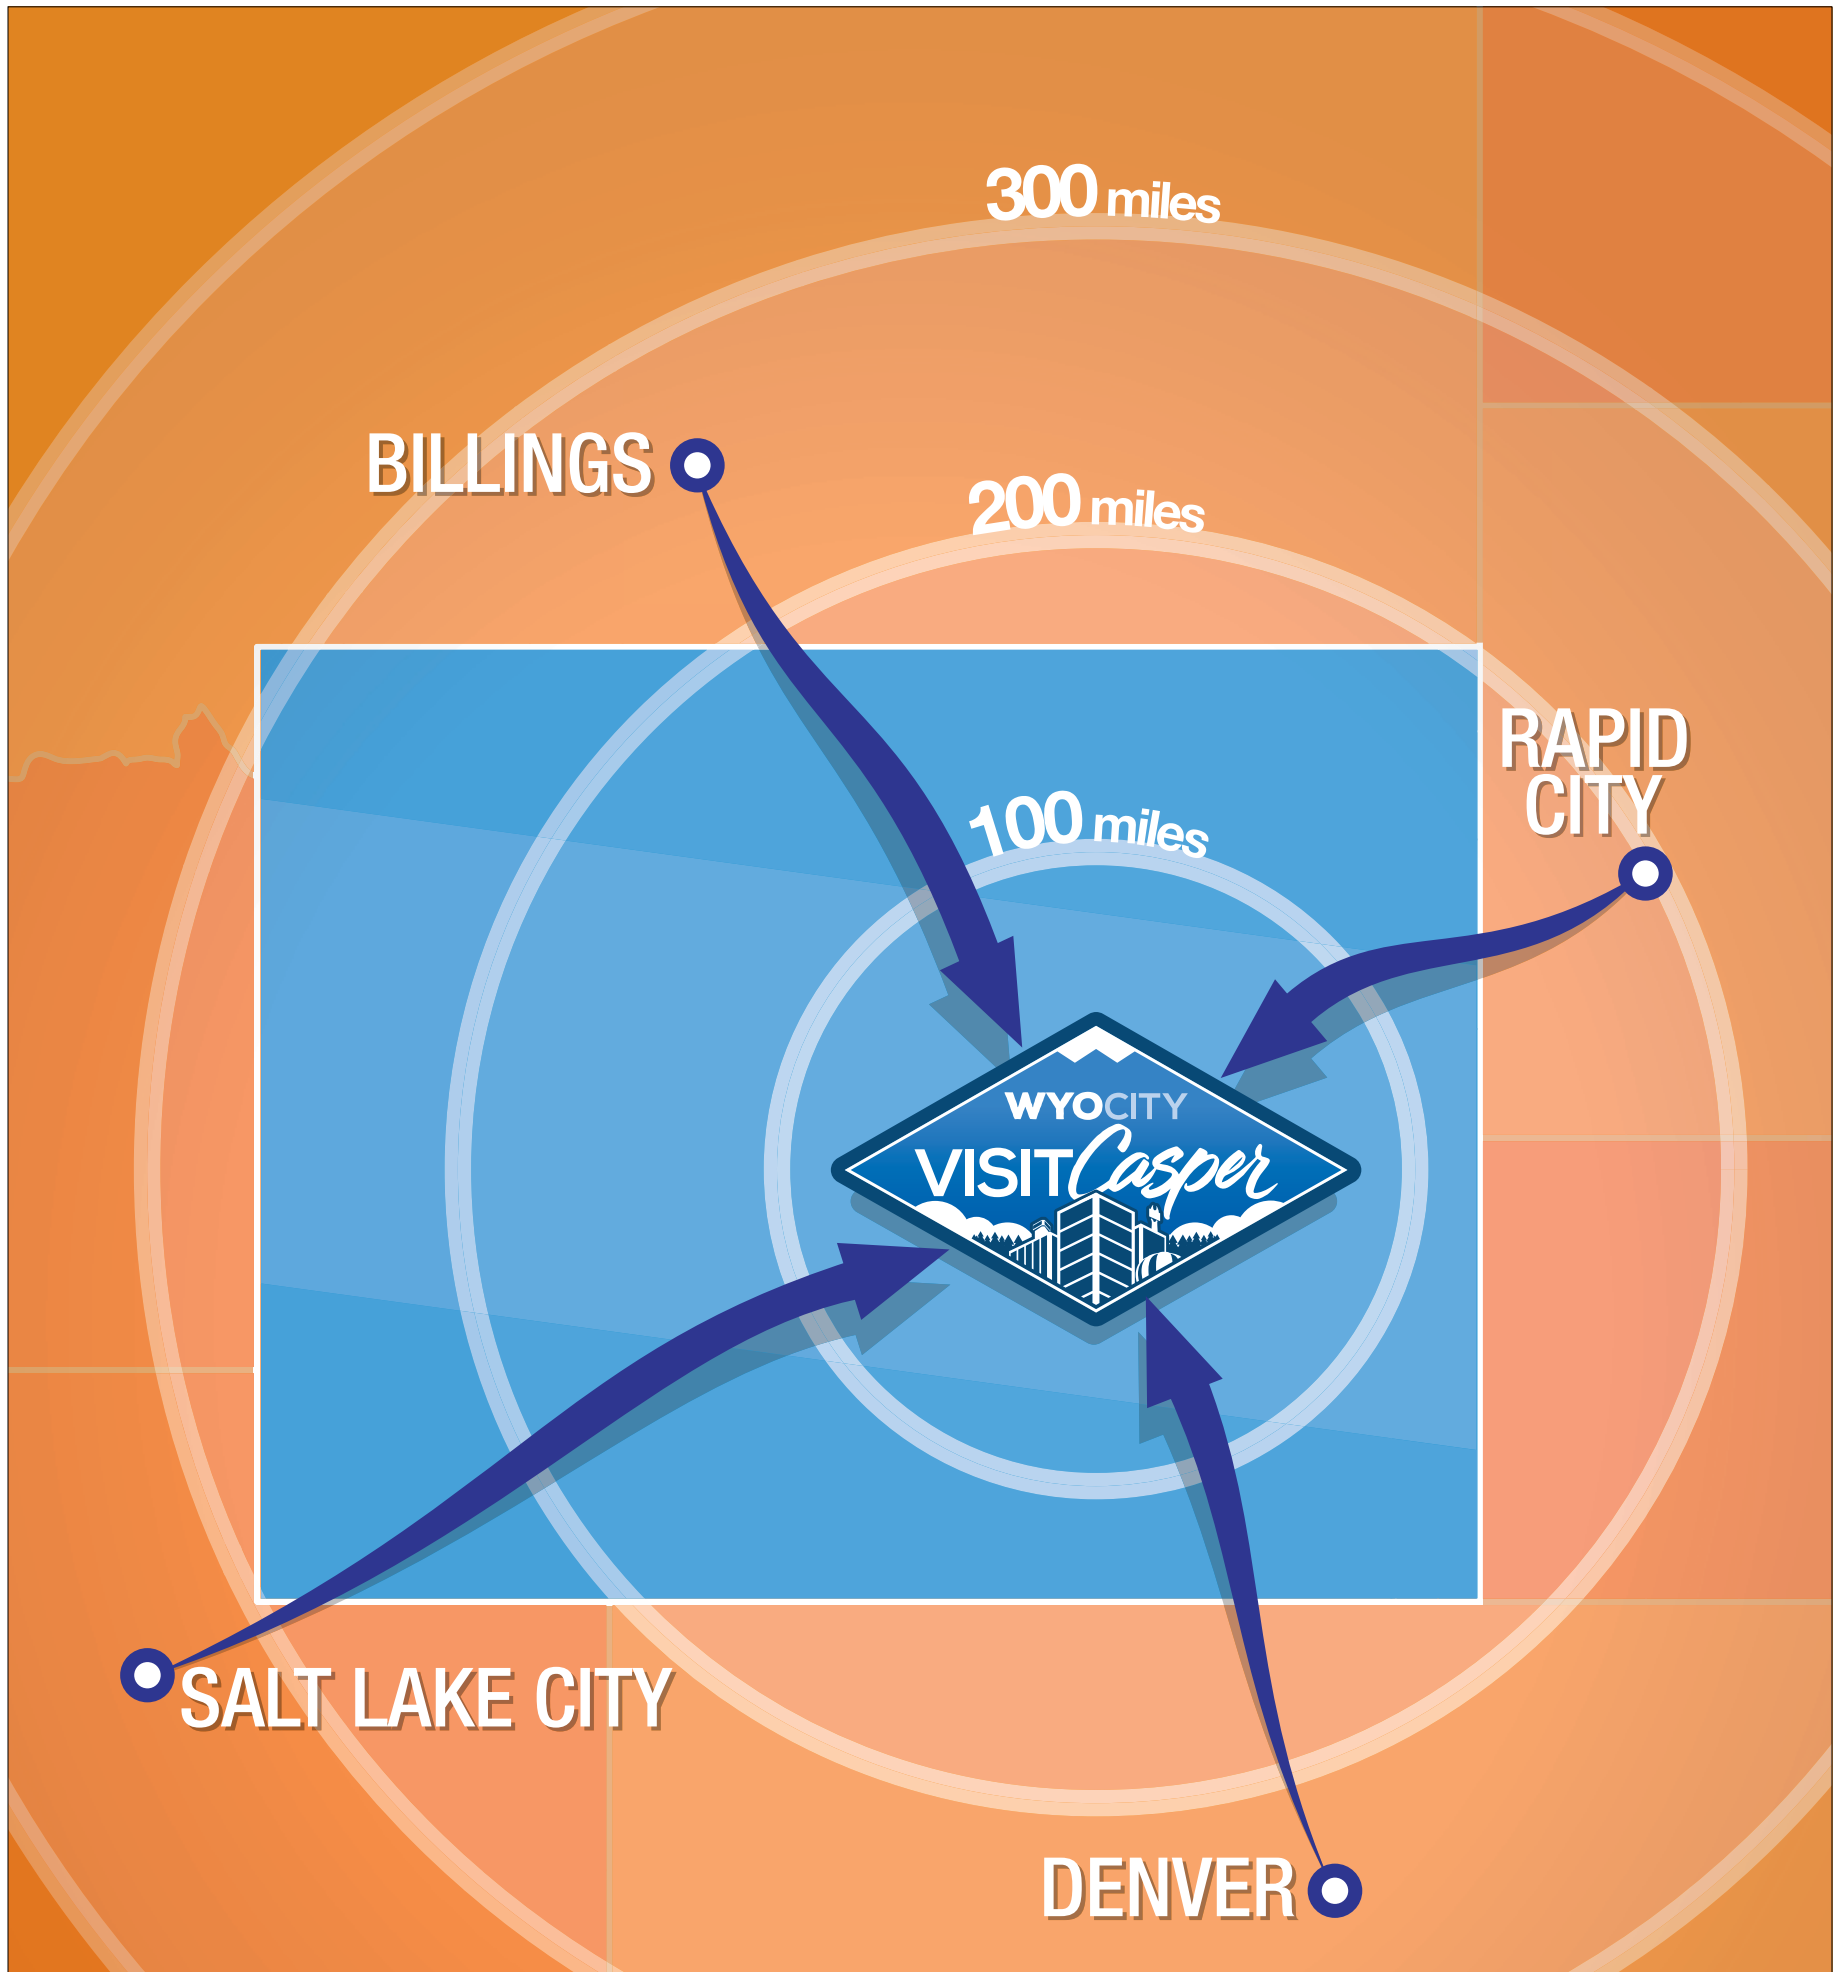 300 miles
BILLINGS
200 miles
RAPID
CITY
100 miles
WYOCITY
VISIT Casper
SALT LAKE CITY
DENVER